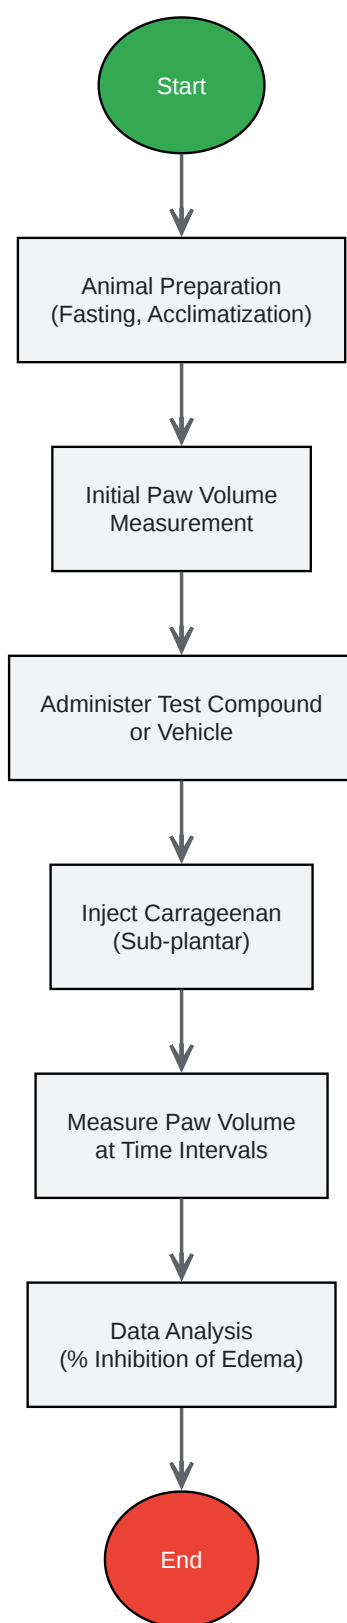 Start
Animal Preparation
(Fasting, Acclimatization)
Initial Paw Volume
Measurement
Administer Test Compound
or Vehicle
Inject Carrageenan
(Sub-plantar)
Measure Paw Volume
at Time Intervals
Data Analysis
(% Inhibition of Edema)
End